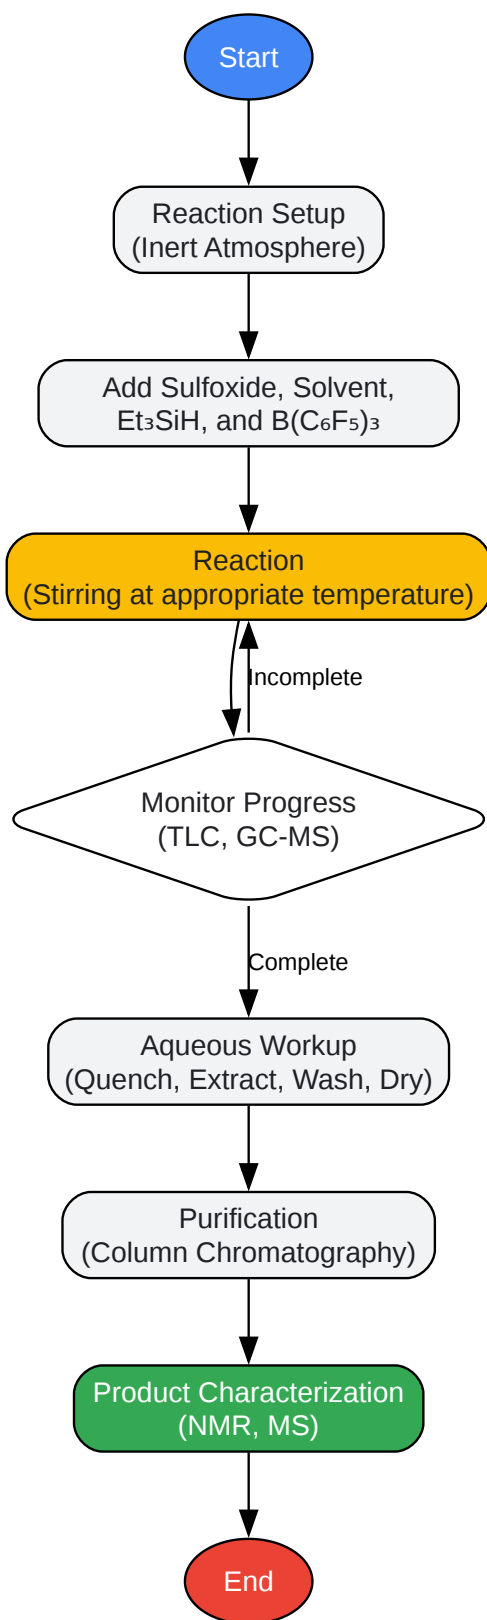 Start
Reaction Setup
(Inert Atmosphere)
Add Sulfoxide, Solvent,
Et₃SiH, and B(C₆F₅)₃
Reaction
(Stirring at appropriate temperature)
Incomplete
Monitor Progress
(TLC, GC-MS)
Complete
Aqueous Workup
(Quench, Extract, Wash, Dry)
Purification
(Column Chromatography)
Product Characterization
(NMR, MS)
End